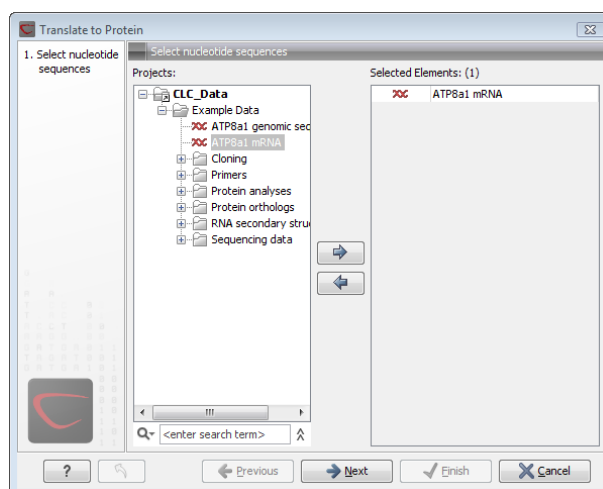 Translate to Protein
1. Select nucleotide
sequences
Select nucleotide sequences
Projects:
CLC_Data
Example Data
ATP8a1 genomic sec
ATP8a1 mRNA
Cloning
Primers
Protein analyses
Protein orthologs
RNA secondary stru
Sequencing data
<enter search term>
Selected Elements: (1)
ATP8a1 mRNA
?
Previous
Next
Finish
Cancel